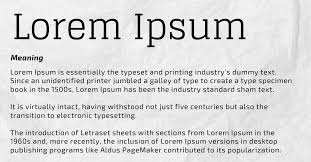 Lorem Ipsum
Meaning
Lorem Ipsum is essentially the typeset and printing industry's dummy text.
Since an unidentified printer jumbled a galley of type to create a type specimen
book in the 1500s, Lorem Ipsum has been the industry standard sham text.
It is virtually intact, having withstood not just five centuries but also the
transition to electronic typesetting.
The introduction of Letraset sheets with sections from Lorem Ipsum in the
1960s and, more recently, the inclusion of Lorem Ipsum versions in desktop
publishing programs like Aldus PageMaker contributed to its popularization.